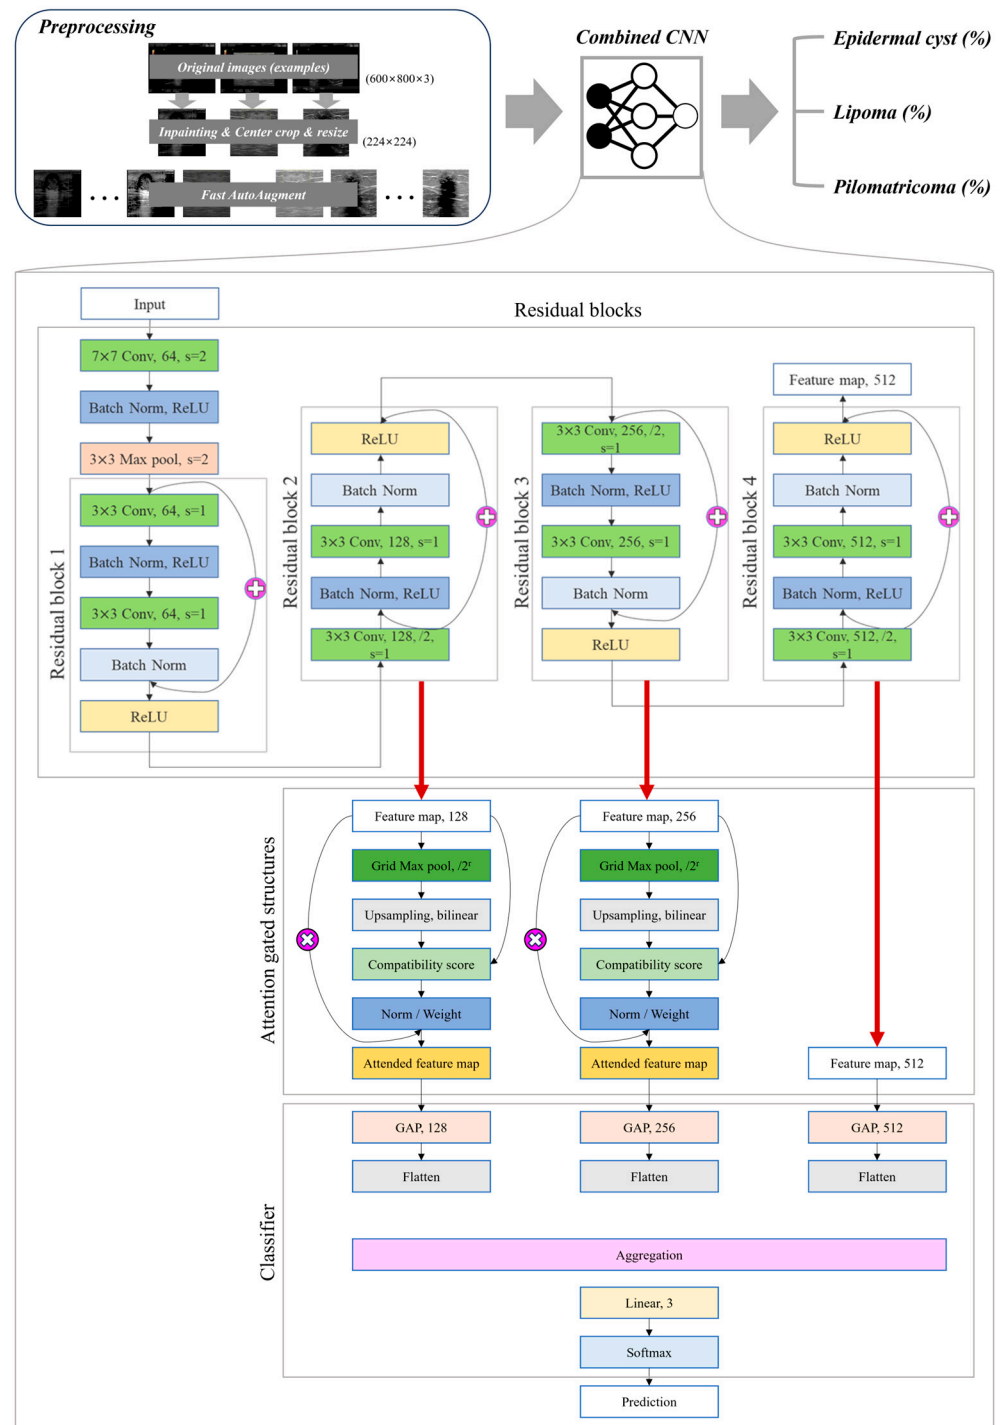 Preprocessing
Original images (examples)
(600×800×3)
Inpainting & Center crop & resize
(224×224)
Fast AutoAugment
Combined CNN
Epidermal cyst (%)
Lipoma (%)
Pilomatricoma (%)
Residual blocks
Input
7×7 Conv, 64, s=2
Batch Norm, ReLU
3×3 Max pool, s=2
Residual block 1
3×3 Conv, 64, s=1
Batch Norm, ReLU
3×3 Conv, 64, s=1
Batch Norm
ReLU
Residual block 2
ReLU
Batch Norm
3×3 Conv, 128, s=1
Batch Norm, ReLU
3×3 Conv, 128, /2,
s=1
Residual block 3
3×3 Conv, 256, /2,
s=1
Batch Norm, ReLU
3×3 Conv, 256, s=1
Batch Norm
ReLU
Feature map, 512
Residual block 4
ReLU
Batch Norm
3×3 Conv, 512, s=1
Batch Norm, ReLU
3×3 Conv, 512, /2,
s=1
Attention gated structures
Feature map, 128
Grid Max pool, /2ʳ
Upsampling, bilinear
Compatibility score
Norm / Weight
Attended feature map
Feature map, 256
Grid Max pool, /2ʳ
Upsampling, bilinear
Compatibility score
Norm / Weight
Attended feature map
Feature map, 512
Classifier
GAP, 128
GAP, 256
GAP, 512
Flatten
Flatten
Flatten
Aggregation
Linear, 3
Softmax
Prediction